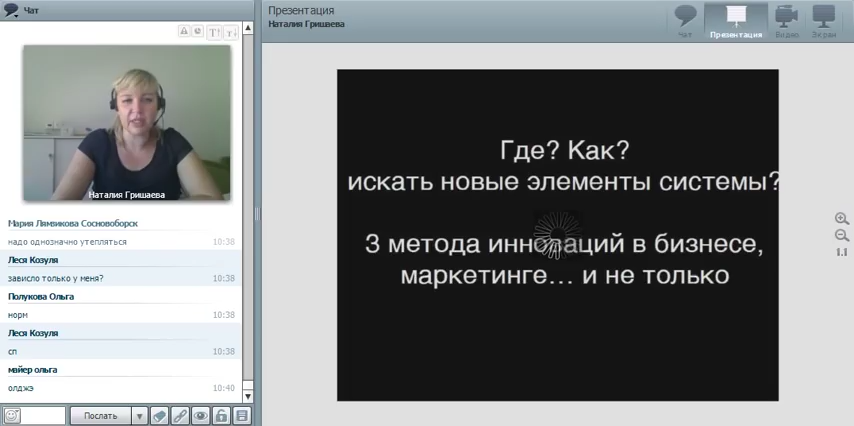 Чат
Презентация
Наталия Гришаева
Чат
Презентация
Видео
Экран
Наталия Гришаева
Мария Лямзикова Сосновоборск
надо однозначно утепляться 10:38
Леся Козуля
зависло только у меня? 10:38
Полукова Ольга
норм 10:38
Леся Козуля
сп 10:38
майер ольга
олджэ 10:40
Послать
Где? Как?
искать новые элементы системы?
3 метода инноваций в бизнесе,
маркетинге... и не только
1:1